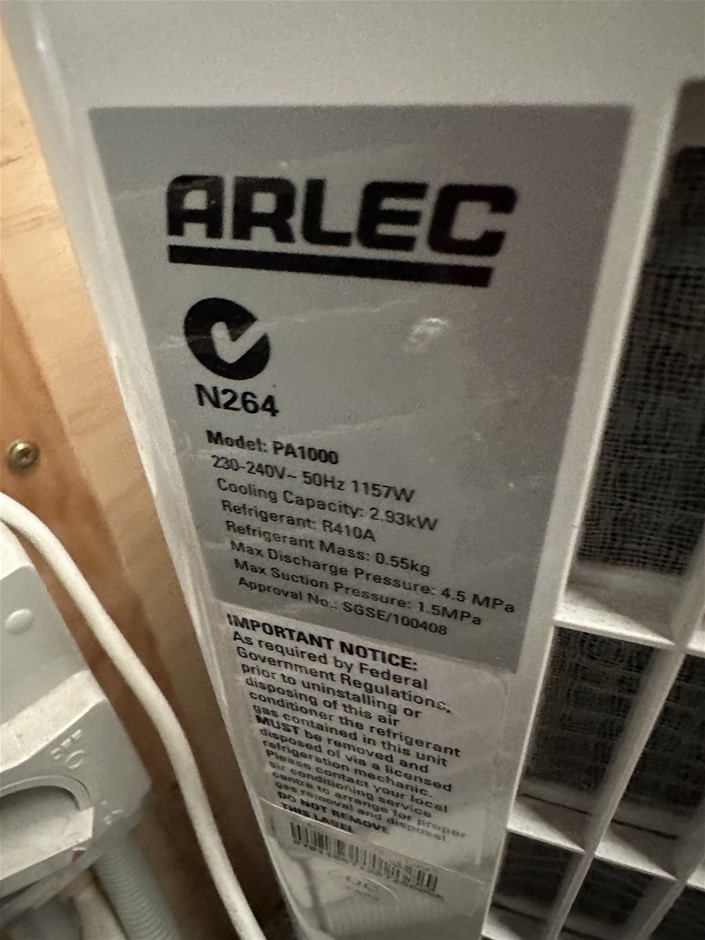 ARLEC
N264
Model: PA1000
230-240V~ 50Hz 1157W
Cooling Capacity: 2.93kW
Refrigerant: R410A
Refrigerant Mass: 0.55kg
Max Discharge Pressure: 4.5 MPa
Max Suction Pressure: 1.5MPa
Approval No.: SGSE/100408
IMPORTANT NOTICE:
As required by Federal
Government Regulations,
prior to uninstalling or
disposing of this air
conditioner the refrigerant
gas contained in this unit
MUST be removed and
disposed of via a licensed
refrigeration mechanic.
Please contact your local
air conditioning service
centre to arrange for proper
gas removal and disposal.
DO NOT REMOVE
THIS LABEL
OFF